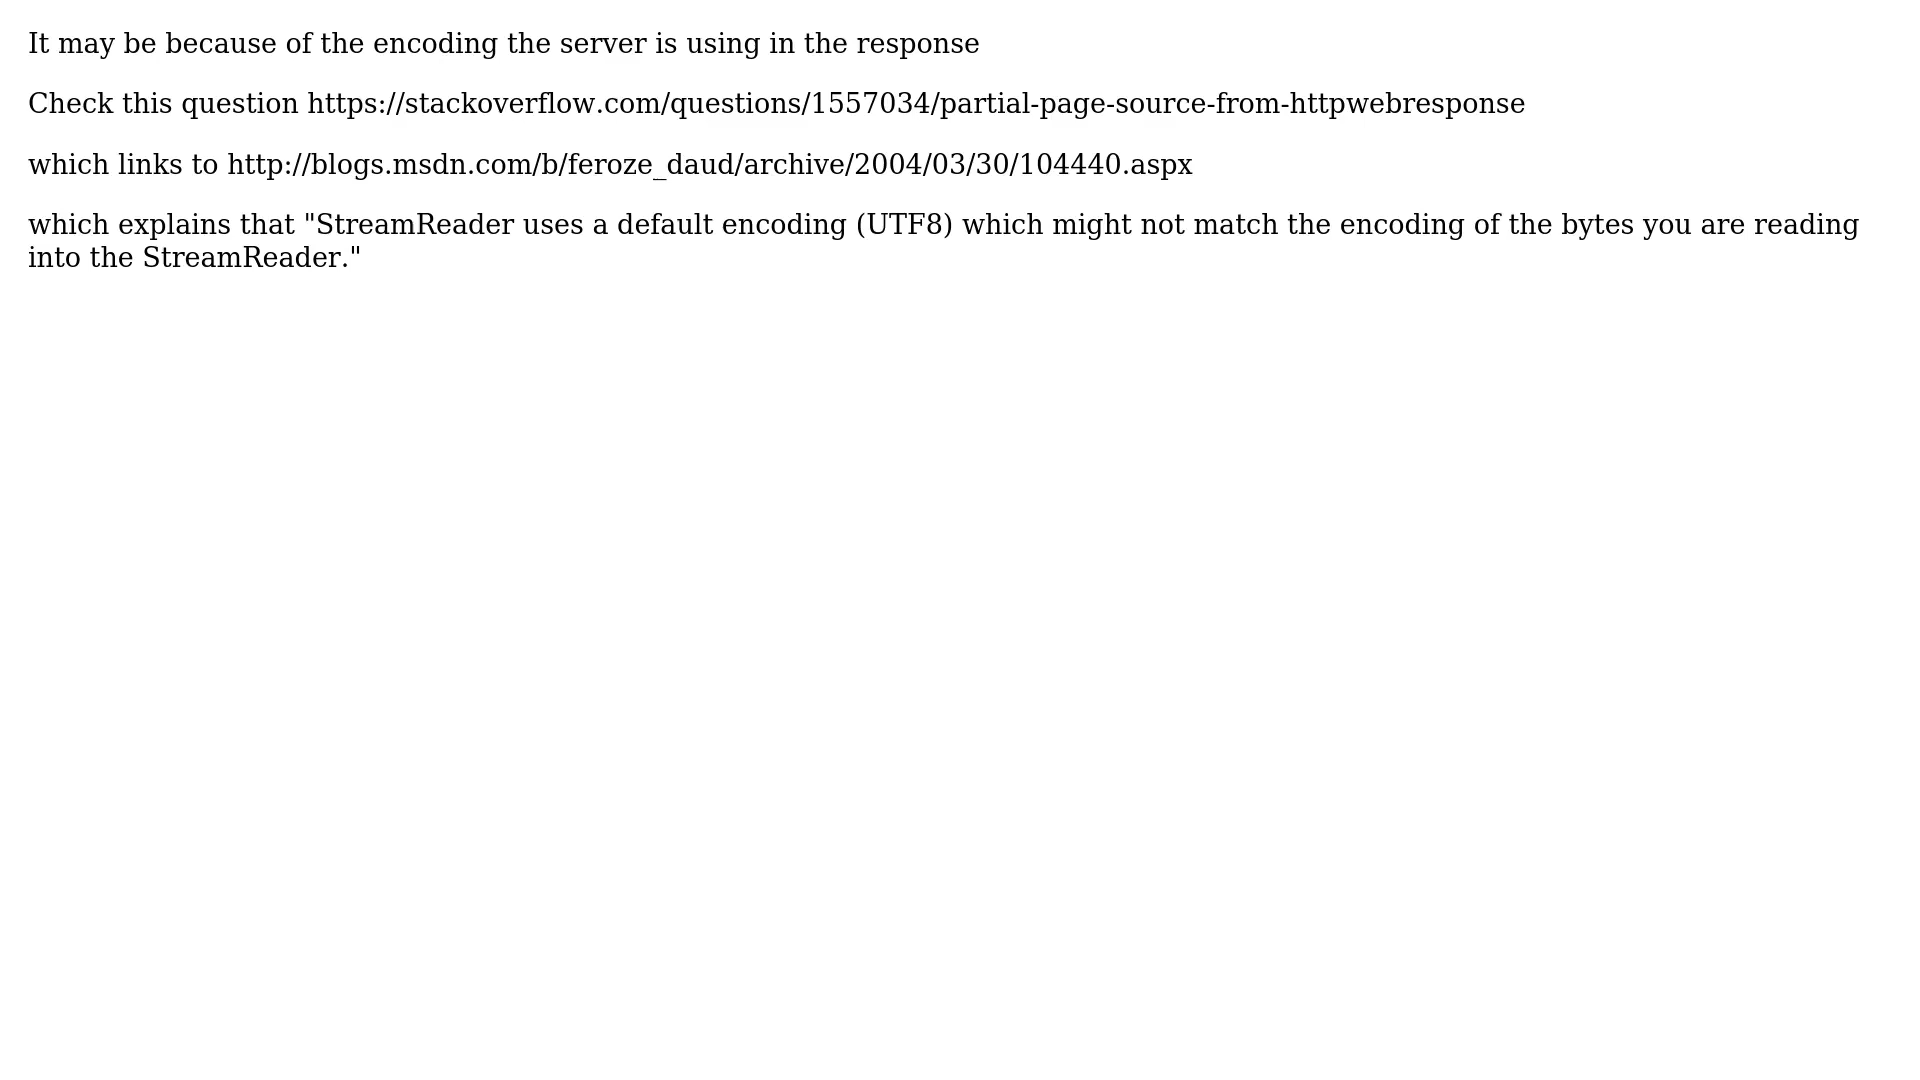 It may be because of the encoding the server is using in the response
Check this question https://stackoverflow.com/questions/1557034/partial-page-source-from-httpwebresponse
which links to http://blogs.msdn.com/b/feroze_daud/archive/2004/03/30/104440.aspx
which explains that "StreamReader uses a default encoding (UTF8) which might not match the encoding of the bytes you are reading
into the StreamReader."